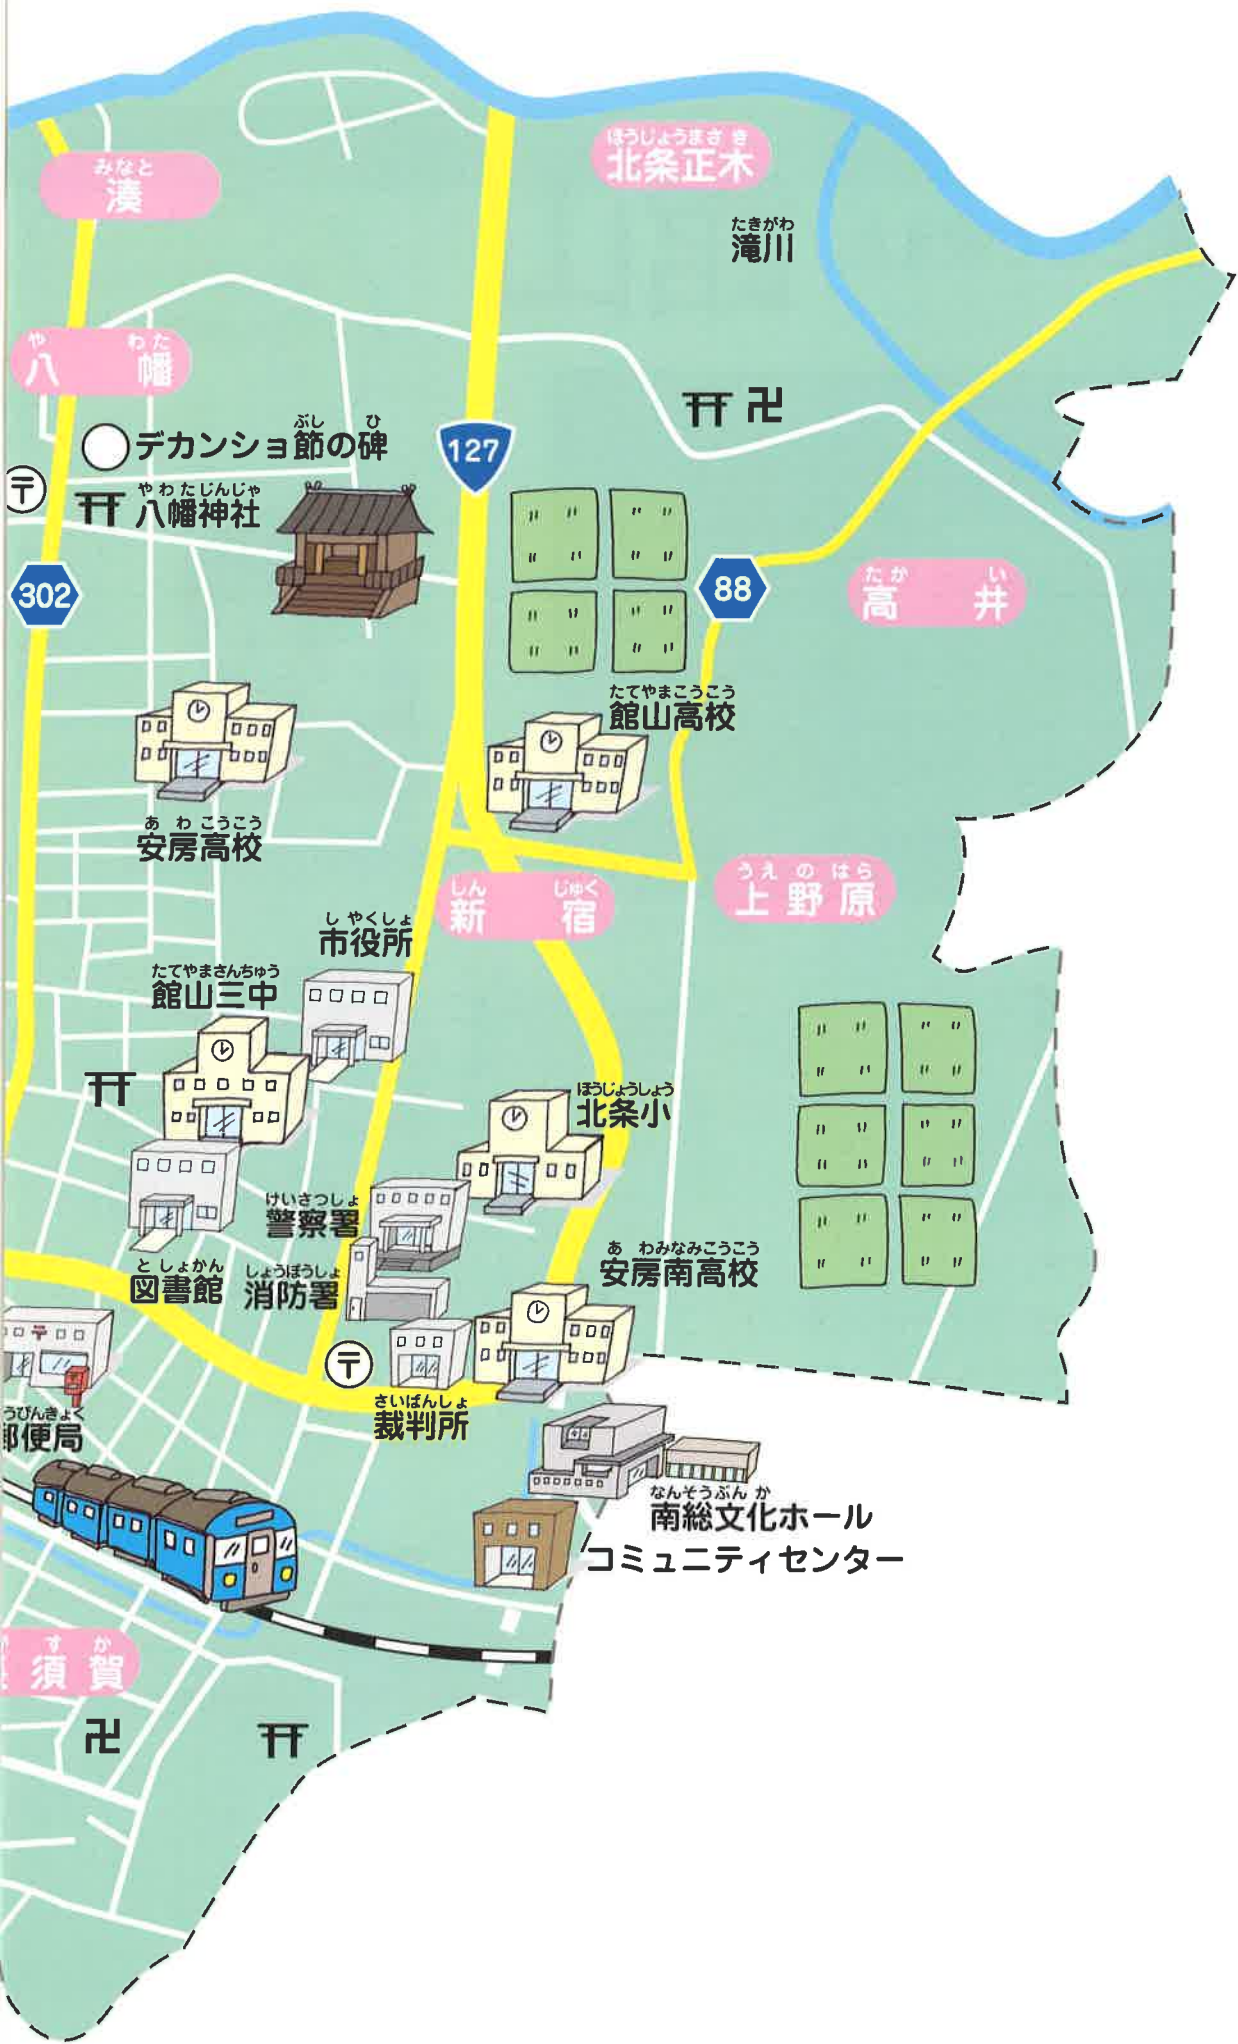 みなと
湊
ほうじょうまさき
北条正木
たきがわ
滝川
やわた
八幡
ぶし ひ
デカンショ節の碑
127
〒
やわたじんじゃ
八幡神社
302
88
たかい
高井
たてやまこうこう
館山高校
あわこうこう
安房高校
しんじゅく
新宿
うえのはら
上野原
しやくしょ
市役所
たてやまさんちゅう
館山三中
ほうじょうしょう
北条小
けいさつしょ
警察署
としょかん
図書館
しょうぼうしょ
消防署
あわみなみこうこう
安房南高校
〒
〒
さいばんしょ
裁判所
うびんきょく
郵便局
なんそうぶんか
南総文化ホール
コミュニティセンター
すか
須賀